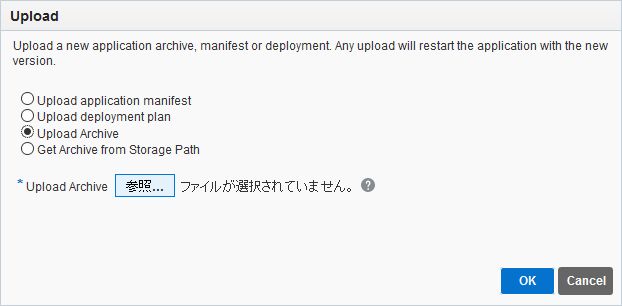 Upload
Upload a new application archive, manifest or deployment. Any upload will restart the application with the new
version.
Upload application manifest
Upload deployment plan
Upload Archive
Get Archive from Storage Path
* Upload Archive 参照... ファイルが選択されていません。 ?
OK Cancel